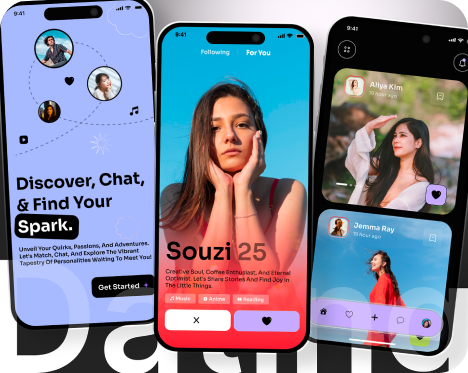 9:41
Discover, Chat,
& Find Your
Spark.
Unveil Your Quirks, Passions, And Adventures.
Let's Match, Chat, And Explore The Vibrant
Tapestry Of Personalities Waiting To Meet You!
Get Started
9:41
Following
For You
Souzi 25
Creative Soul, Coffee Enthusiast, And Eternal
Optimist. Let's Share Stories And Find Joy In
The Little Things.
Music
Anime
Reading
9:41
Aliya Kim
Jemma Ray
Dating